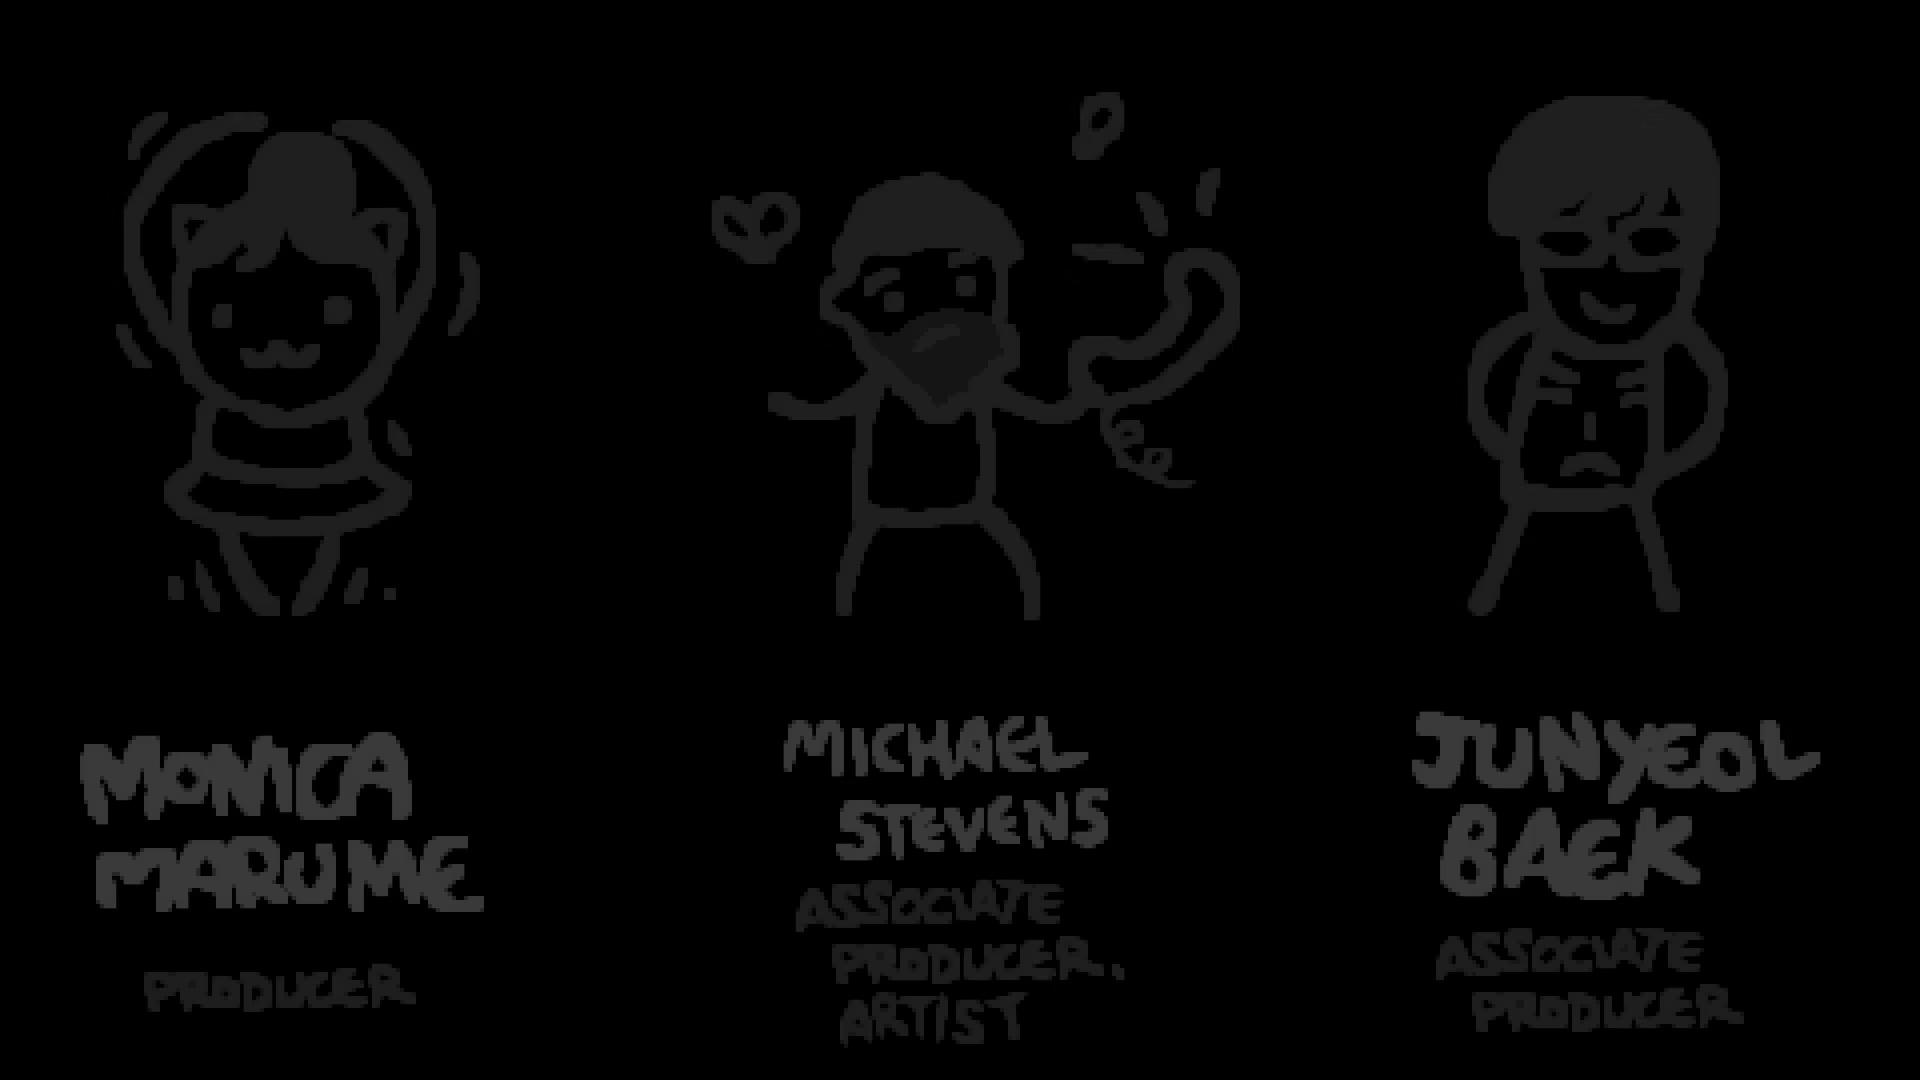 MONICA
MARUME
PRODUCER
MICHAEL
STEVENS
ASSOCIATE
PRODUCER,
ARTIST
JUNYEOL
BAEK
ASSOCIATE
PRODUCER